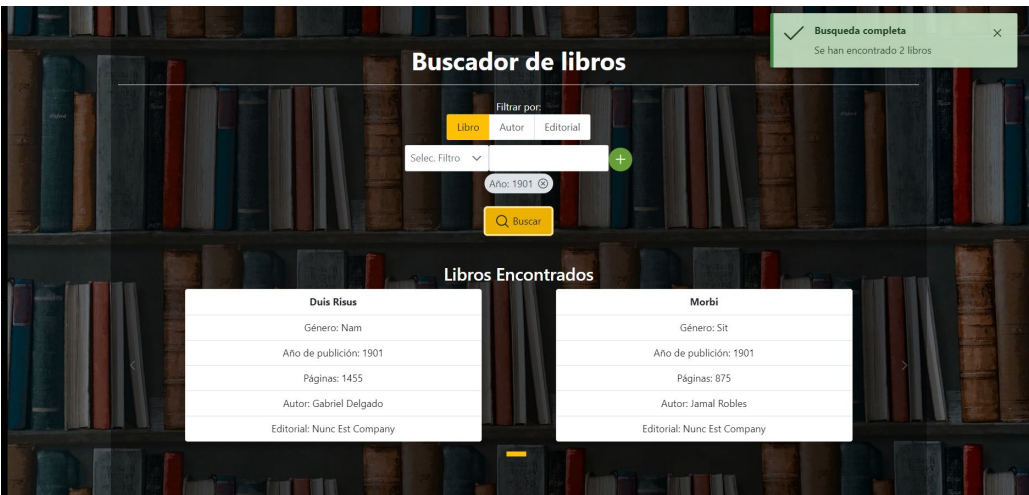 Busqueda completa
Se han encontrado 2 libros
Buscador de libros
Filtrar por:
Libro
Autor
Editorial
Selec. Filtro
Año: 1901
Buscar
Libros Encontrados
Duis Risus
Género: Nam
Año de publición: 1901
Páginas: 1455
Autor: Gabriel Delgado
Editorial: Nunc Est Company
Morbi
Género: Sit
Año de publición: 1901
Páginas: 875
Autor: Jamal Robles
Editorial: Nunc Est Company